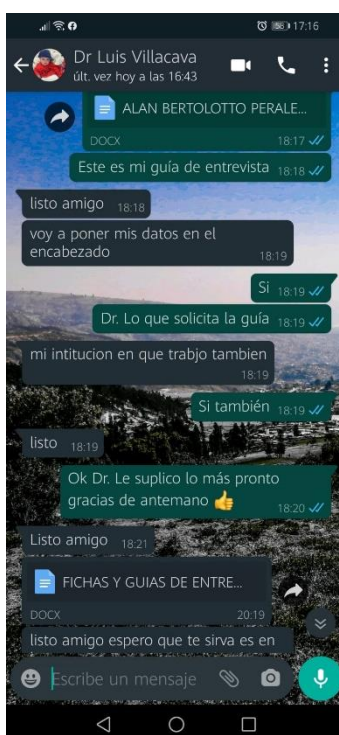 17:16
Dr Luis Villacava
últ. vez hoy a las 16:43
ALAN BERTOLOTTO PERALE...
DOCX 18:17
Este es mi guía de entrevista 18:18
listo amigo 18:18
voy a poner mis datos en el
encabezado 18:19
Si 18:19
Dr. Lo que solicita la guía 18:19
mi intitucion en que trabjo tambien
18:19
Si también 18:19
listo 18:19
Ok Dr. Le suplico lo más pronto
gracias de antemano 👍 18:20
Listo amigo 18:21
FICHAS Y GUIAS DE ENTRE...
DOCX 20:19
listo amigo espero que te sirva es en
Escribe un mensaje